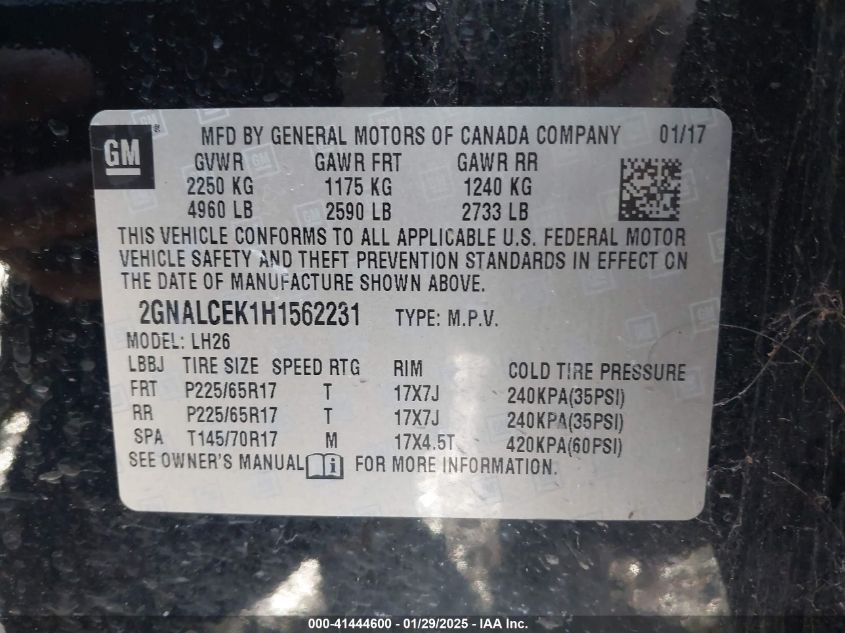 GM
MFD BY GENERAL MOTORS OF CANADA COMPANY 01/17
GVWR GAWR FRT GAWR RR
2250 KG 1175 KG 1240 KG
4960 LB 2590 LB 2733 LB
THIS VEHICLE CONFORMS TO ALL APPLICABLE U.S. FEDERAL MOTOR
VEHICLE SAFETY AND THEFT PREVENTION STANDARDS IN EFFECT ON
THE DATE OF MANUFACTURE SHOWN ABOVE.
2GNALCEK1H1562231 TYPE: M.P.V.
MODEL: LH26
LBBJ TIRE SIZE SPEED RTG RIM COLD TIRE PRESSURE
FRT P225/65R17 T 17X7J 240KPA(35PSI)
RR P225/65R17 T 17X7J 240KPA(35PSI)
SPA T145/70R17 M 17X4.5T 420KPA(60PSI)
SEE OWNER'S MANUAL FOR MORE INFORMATION.
000-41444600 - 01/29/2025 - IAA Inc.